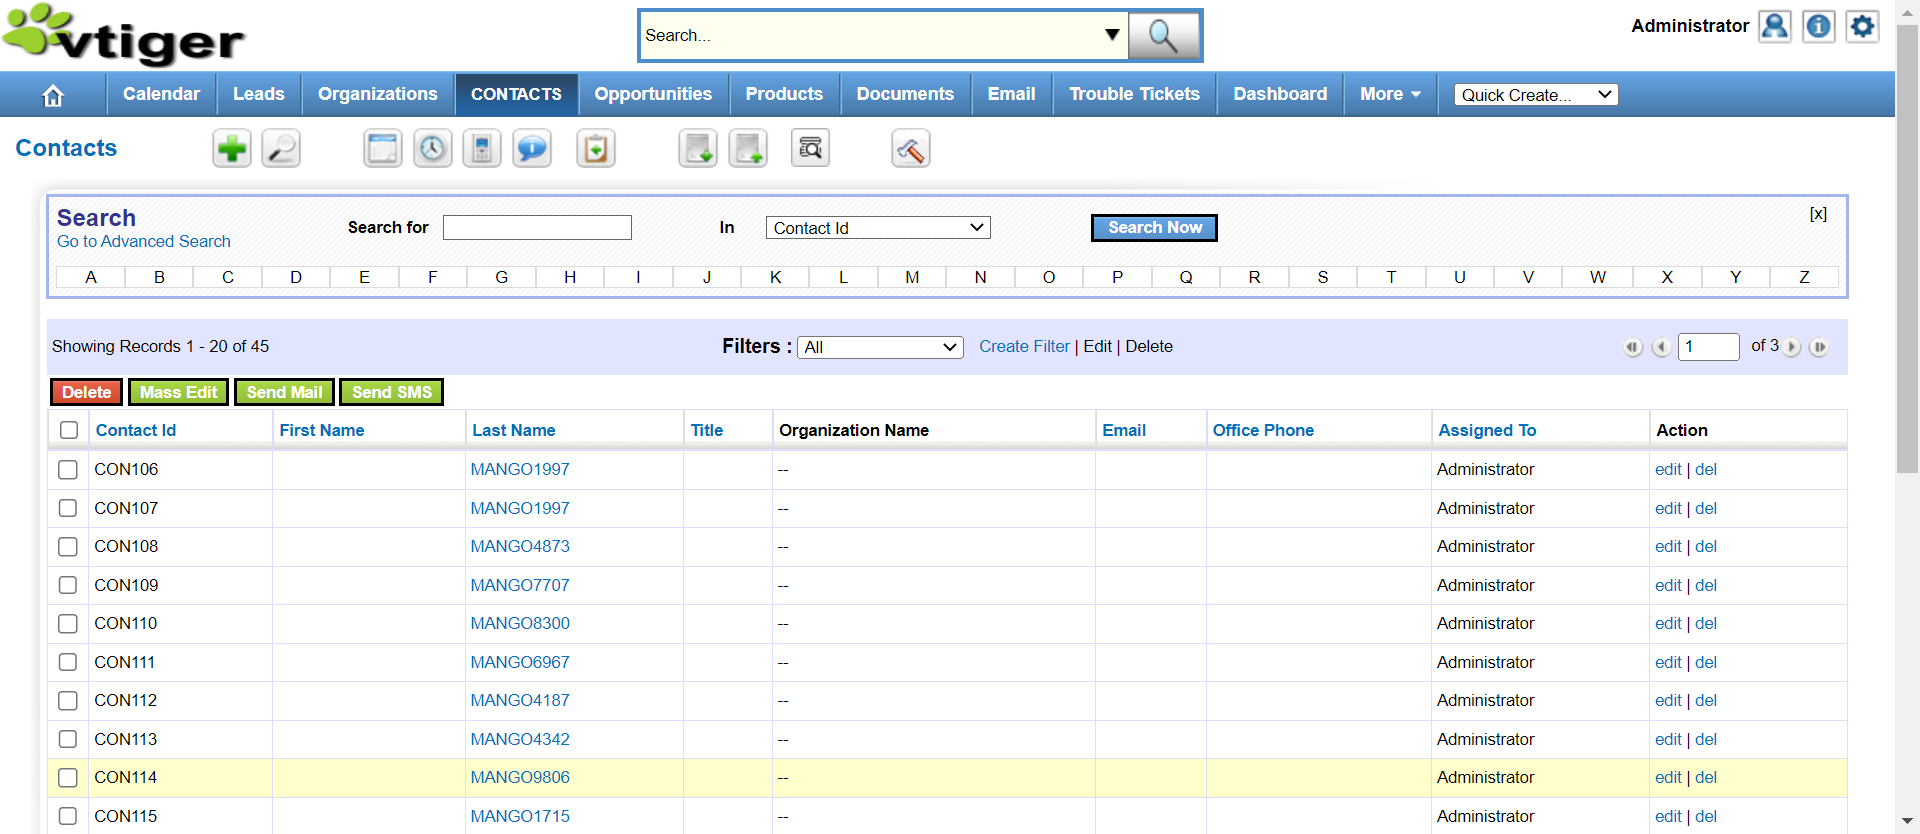 vtiger
Search...
Administrator
Calendar Leads Organizations CONTACTS Opportunities Products Documents Email Trouble Tickets Dashboard More Quick Create...
Contacts
Search
Go to Advanced Search
Search for In Contact Id Search Now [x]
A B C D E F G H I J K L M N O P Q R S T U V W X Y Z
Showing Records 1 - 20 of 45 Filters : All Create Filter | Edit | Delete 1 of 3
Delete Mass Edit Send Mail Send SMS
Contact Id First Name Last Name Title Organization Name Email Office Phone Assigned To Action
CON106 MANGO1997 -- Administrator edit | del
CON107 MANGO1997 -- Administrator edit | del
CON108 MANGO4873 -- Administrator edit | del
CON109 MANGO7707 -- Administrator edit | del
CON110 MANGO8300 -- Administrator edit | del
CON111 MANGO6967 -- Administrator edit | del
CON112 MANGO4187 -- Administrator edit | del
CON113 MANGO4342 -- Administrator edit | del
CON114 MANGO9806 -- Administrator edit | del
CON115 MANGO1715 -- Administrator edit | del